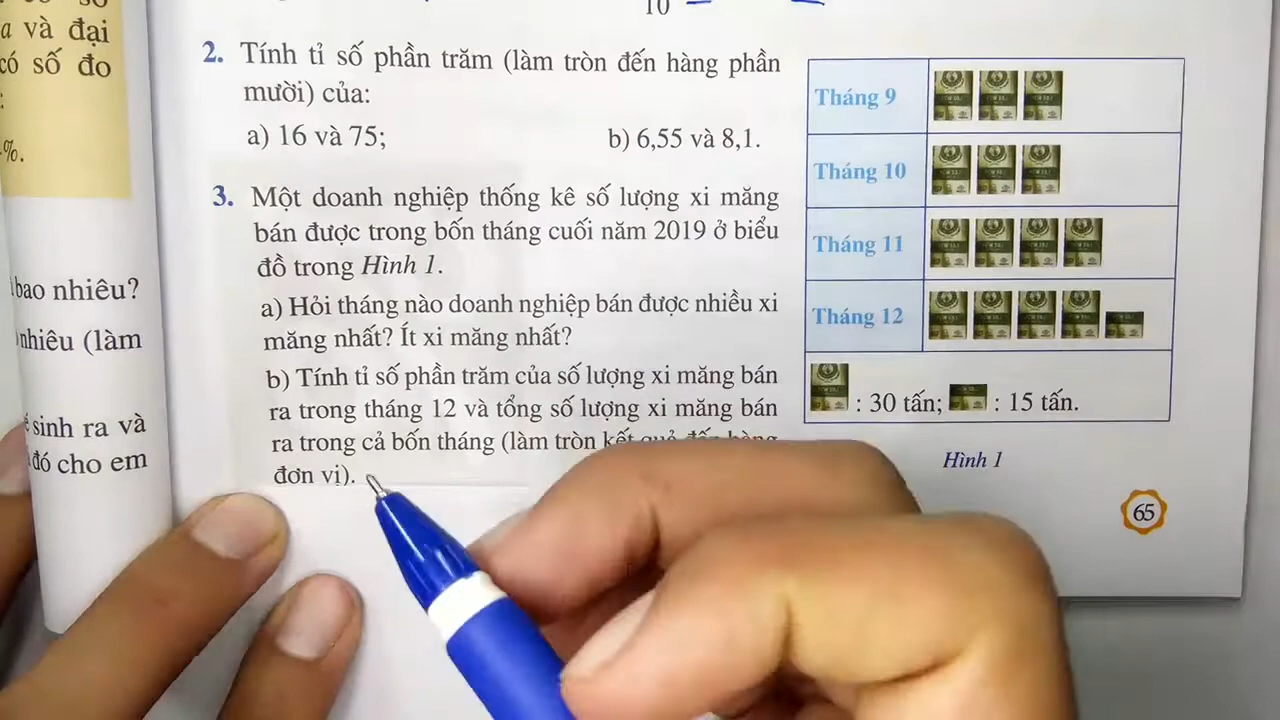 a và đại
có số đo
%.
bao nhiêu?
nhiêu (làm
sinh ra và
đó cho em
10
2. Tính tỉ số phần trăm (làm tròn đến hàng phần
mười) của:
a) 16 và 75; b) 6,55 và 8,1.
3. Một doanh nghiệp thống kê số lượng xi măng
bán được trong bốn tháng cuối năm 2019 ở biểu
đồ trong Hình 1.
a) Hỏi tháng nào doanh nghiệp bán được nhiều xi
măng nhất? Ít xi măng nhất?
b) Tính tỉ số phần trăm của số lượng xi măng bán
ra trong tháng 12 và tổng số lượng xi măng bán
ra trong cả bốn tháng (làm tròn kết quả đến hàng
đơn vị).
Tháng 9
Tháng 10
Tháng 11
Tháng 12
: 30 tấn; : 15 tấn.
Hình 1
65